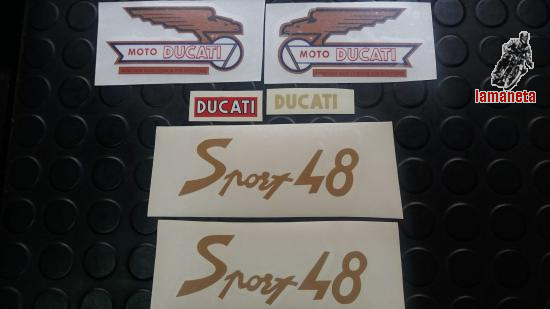 MOTO DUCATI
MOTO DUCATI
lamaneta
DUCATI
DUCATI
Sport 48
Sport 48